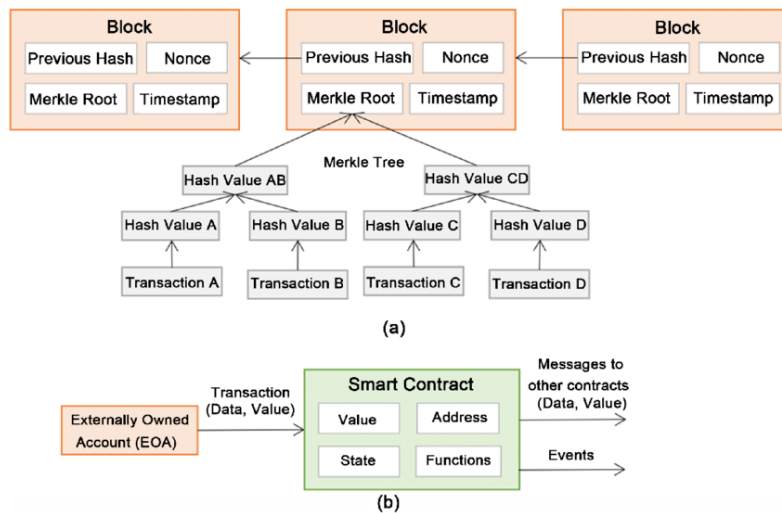 Block Block Block
Previous Hash Nonce Previous Hash Nonce Previous Hash Nonce
Merkle Root Timestamp Merkle Root Timestamp Merkle Root Timestamp
Merkle Tree
Hash Value AB Hash Value CD
Hash Value A Hash Value B Hash Value C Hash Value D
Transaction A Transaction B Transaction C Transaction D
(a)
Externally Owned
Account (EOA)
Transaction
(Data, Value)
Smart Contract
Value Address
State Functions
Messages to
other contracts
(Data, Value)
Events
(b)